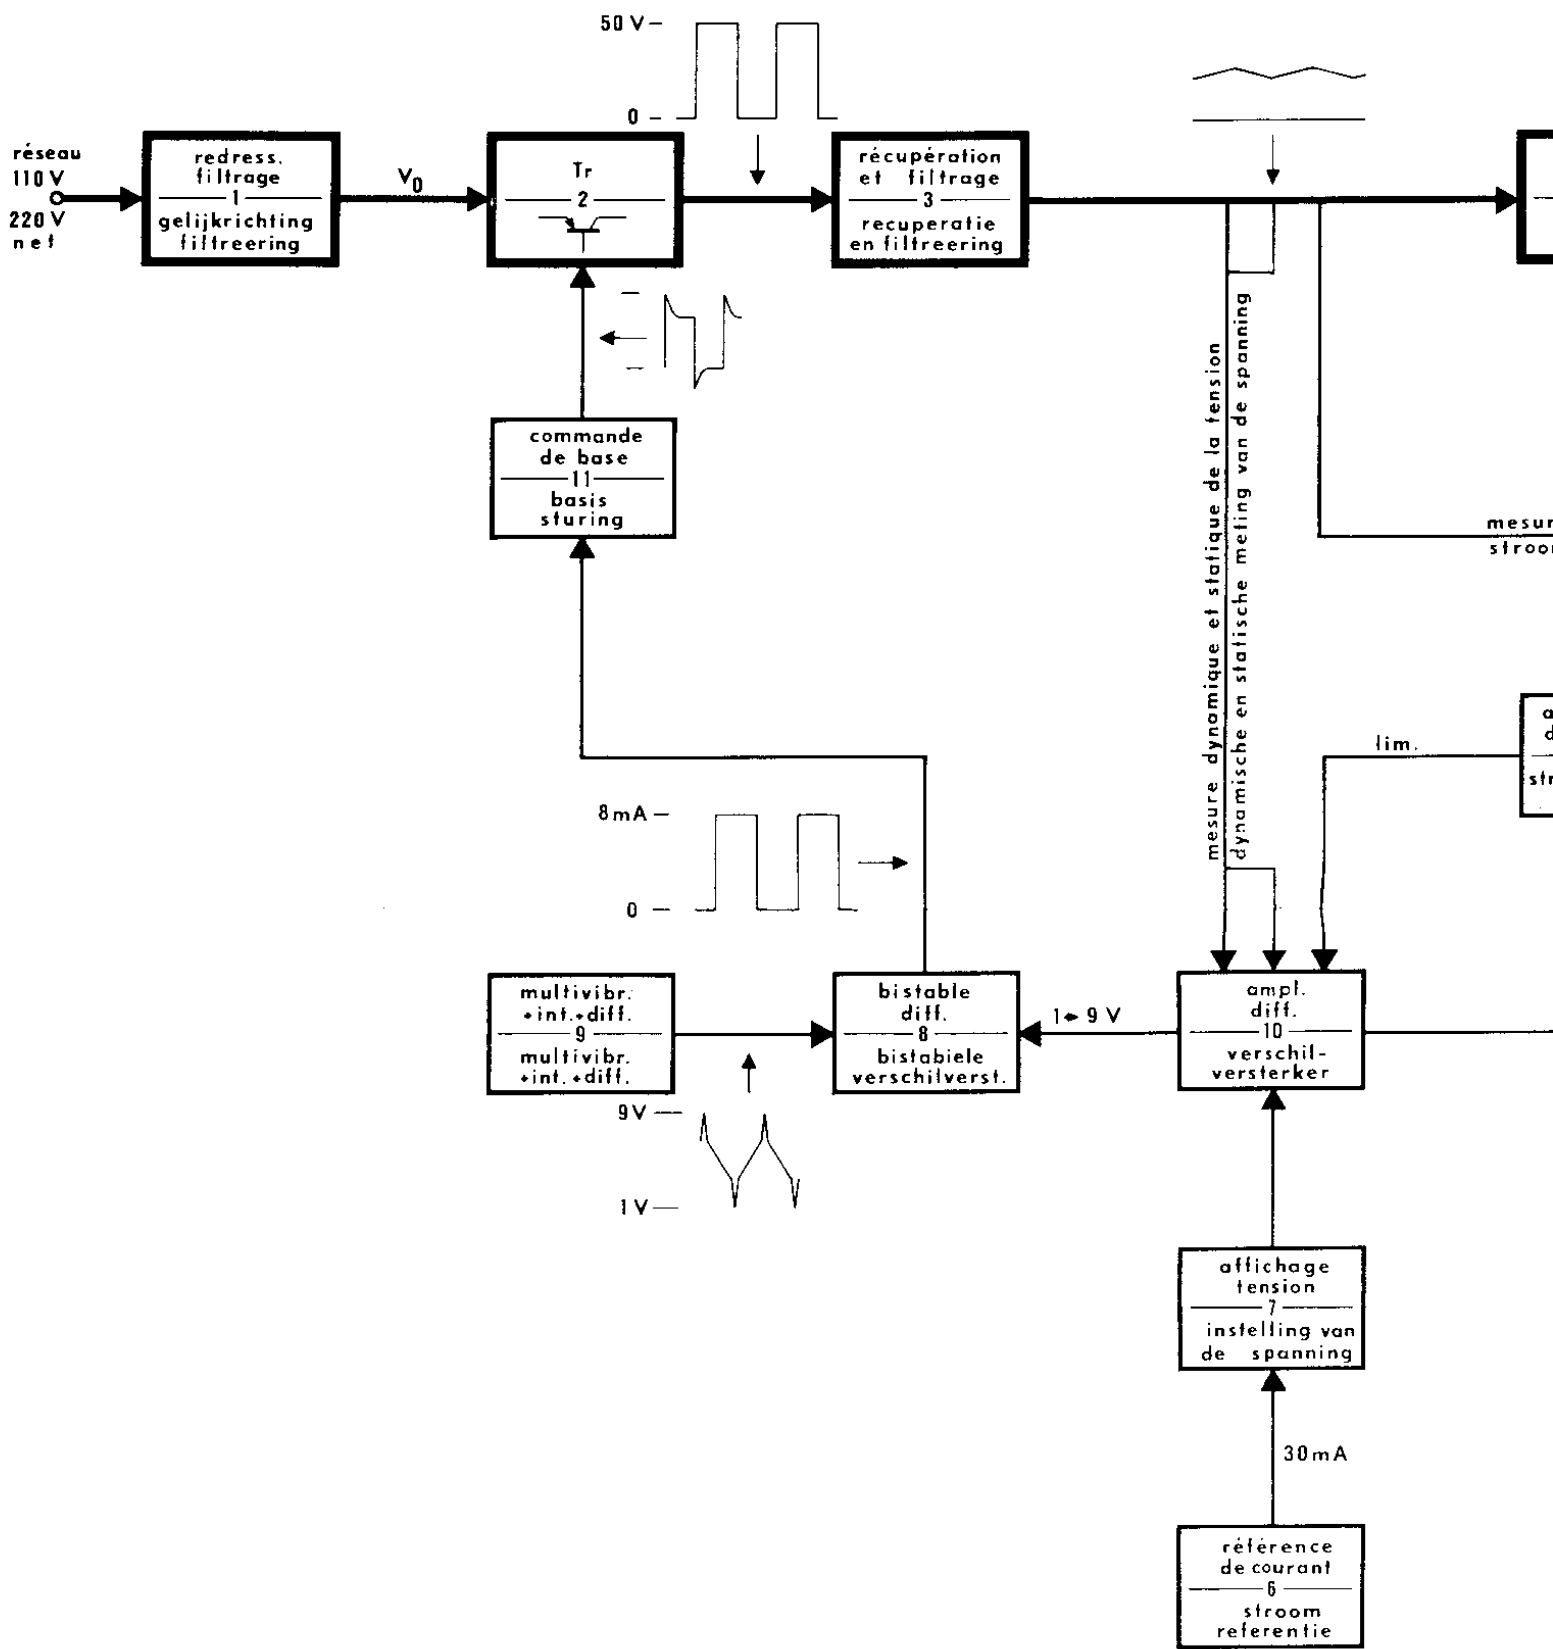 50 V
0
réseau
110 V
220 V
net
redress.
filtrage
1
gelijkrichting
filtreering
V0
Tr
2
récupération
et filtrage
3
recuperatie
en filtreering
commande
de base
11
basis
sturing
mesure dynamique et statique de la tension
dynamische en statische meting van de spanning
mesur
stroor
lim.
a
d
str
8 mA
0
multivibr.
+int.+diff.
9
multivibr.
+int.+diff.
bistable
diff.
8
bistabiele
verschilverst.
1 ↔ 9 V
ampl.
diff.
10
verschil-
versterker
9 V
1 V
affichage
tension
7
instelling van
de spanning
30 mA
référence
de courant
6
stroom
referentie